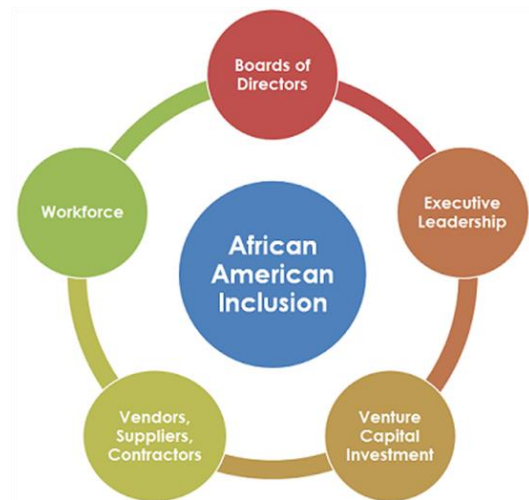 Boards of
Directors
Executive
Leadership
Workforce
African
American
Inclusion
Vendors,
Suppliers,
Contractors
Venture
Capital
Investment